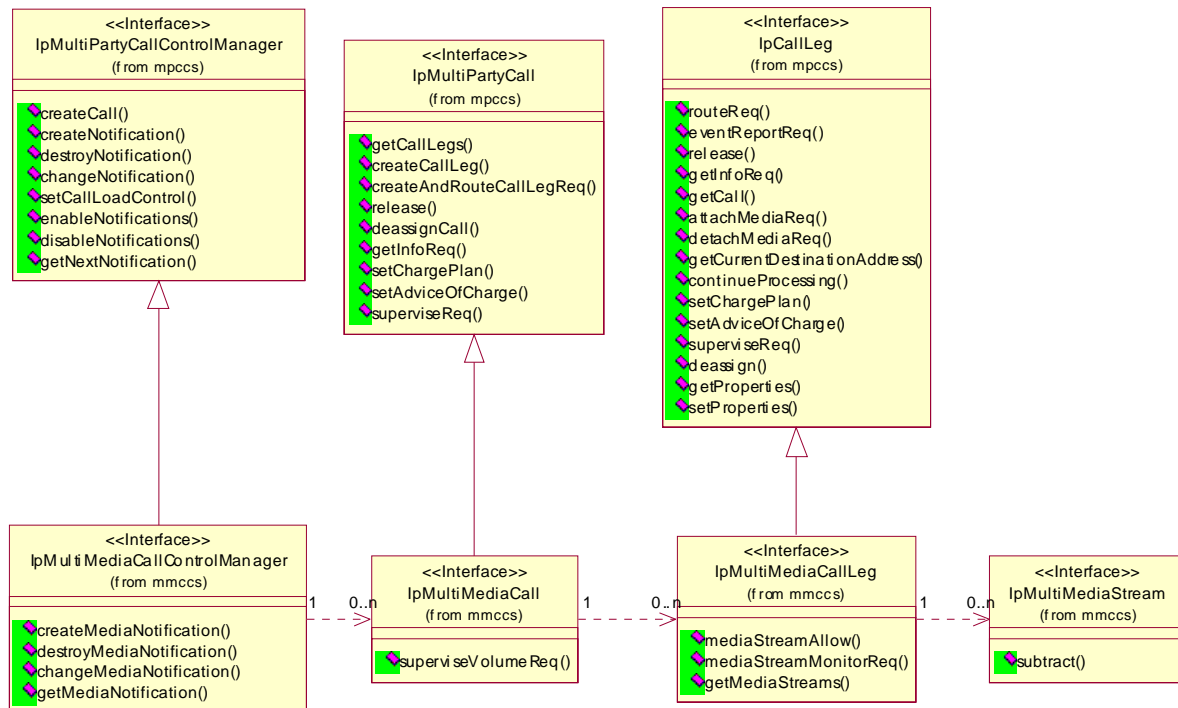 <<Interface>>
IpMultiPartyCallControlManager
(from mpccs)
createCall()
createNotification()
destroyNotification()
changeNotification()
setCallLoadControl()
enableNotifications()
disableNotifications()
getNextNotification()
<<Interface>>
IpMultiPartyCall
(from mpccs)
getCallLegs()
createCallLeg()
createAndRouteCallLegReq()
release()
deassignCall()
getInfoReq()
setChargePlan()
setAdviceOfCharge()
superviseReq()
<<Interface>>
IpCallLeg
(from mpccs)
routeReq()
eventReportReq()
release()
getInfoReq()
getCall()
attachMediaReq()
detachMediaReq()
getCurrentDestinationAddress()
continueProcessing()
setChargePlan()
setAdviceOfCharge()
superviseReq()
deassign()
getProperties()
setProperties()
<<Interface>>
IpMultiMediaCallControlManager
(from mmccs)
createMediaNotification()
destroyMediaNotification()
changeMediaNotification()
getMediaNotification()
1
0..n
<<Interface>>
IpMultiMediaCall
(from mmccs)
superviseVolumeReq()
1
0..n
<<Interface>>
IpMultiMediaCallLeg
(from mmccs)
mediaStreamAllow()
mediaStreamMonitorReq()
getMediaStreams()
1
0..n
<<Interface>>
IpMultiMediaStream
(from mmccs)
subtract()